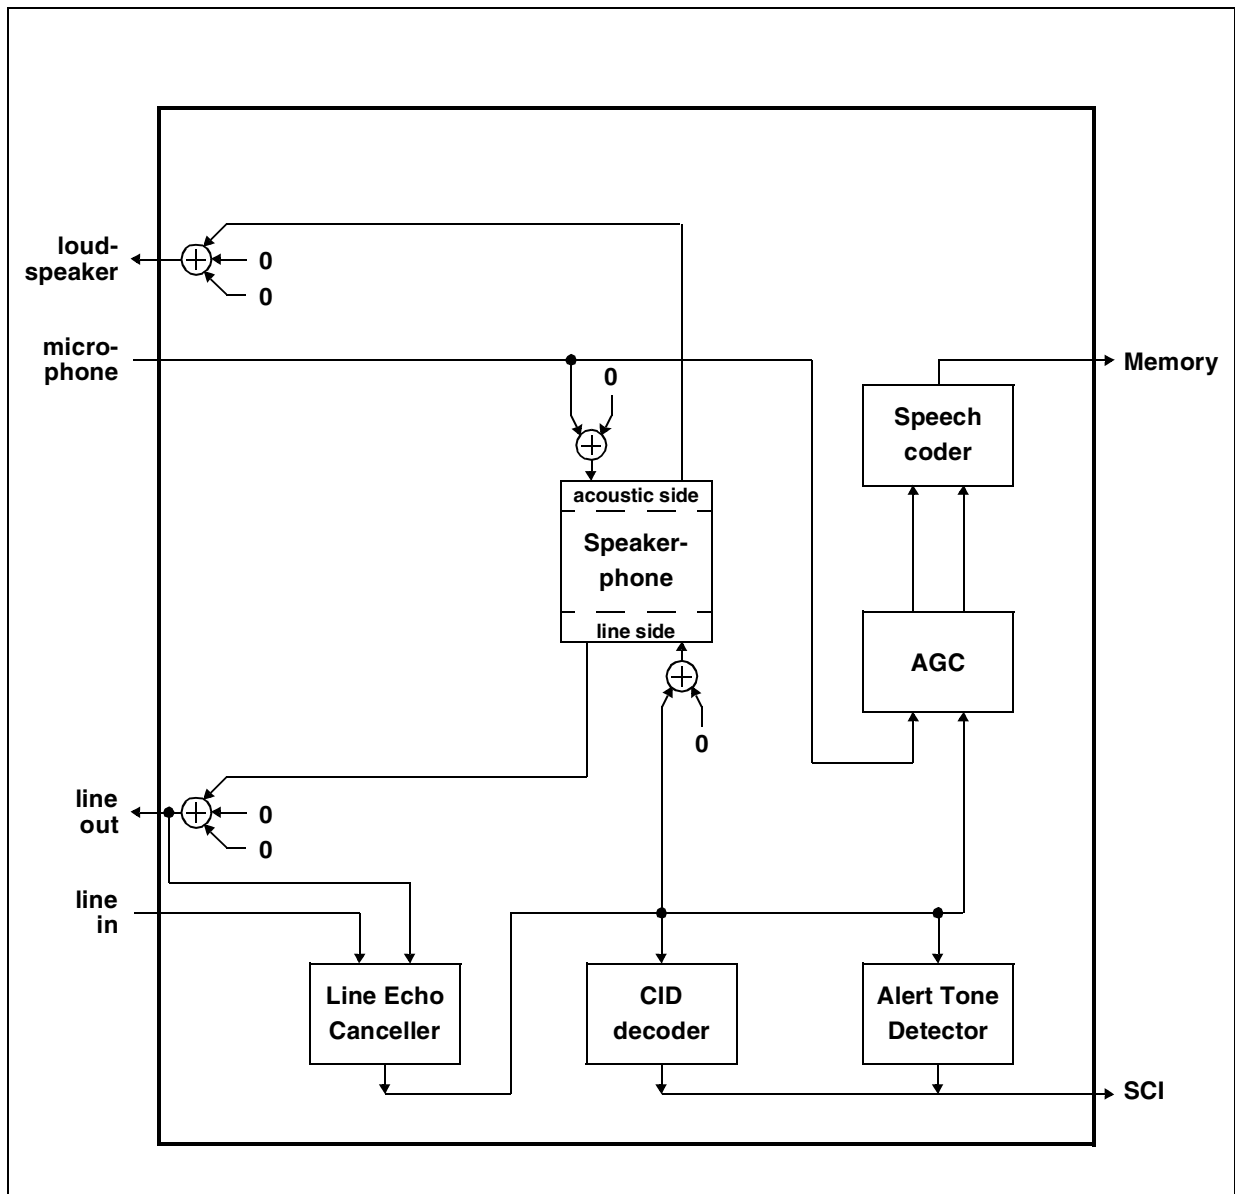 loud-
speaker
0
0
micro-
phone
0
Memory
Speech
coder
acoustic side
Speaker-
phone
line side
AGC
0
line
out
0
0
line
in
Line Echo
Canceller
CID
decoder
Alert Tone
Detector
SCI